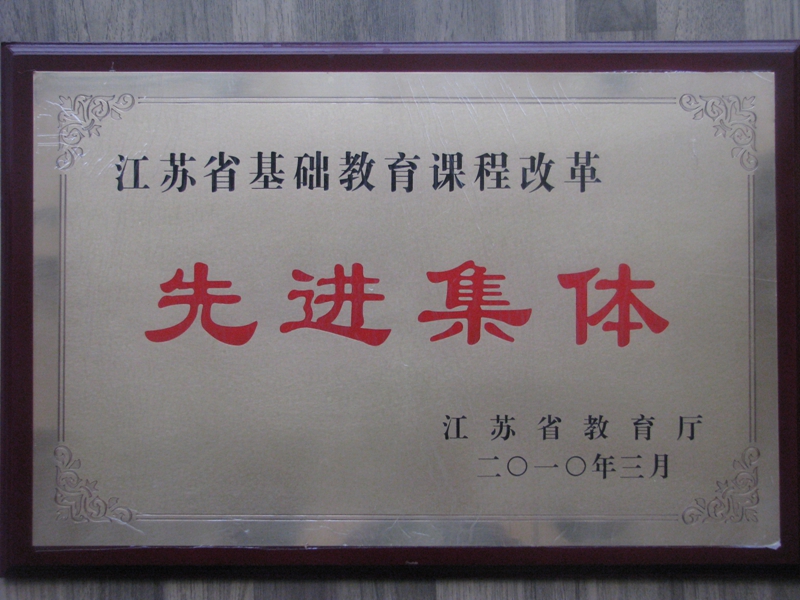 江苏省基础教育课程改革
先进集体
江苏省教育厅
二〇一〇年三月